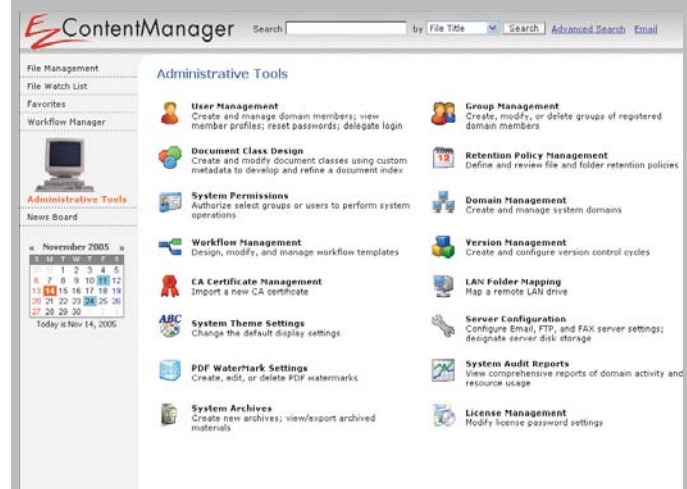 EZContentManager
Search by File Title Search Advanced Search Email
File Management
File Watch List
Favorites
Workflow Manager
Administrative Tools
News Board
« November 2005 »
S M T W T F S
1 2 3 4 5
6 7 8 9 10 11 12
13 14 15 16 17 18 19
20 21 22 23 24 25 26
27 28 29 30
Today is Nov 14, 2005
Administrative Tools
User Management
Create and manage domain members; view
member profiles; reset passwords; delegate login
Group Management
Create, modify, or delete groups of registered
domain members
Document Class Design
Create and modify document classes using custom
metadata to develop and refine a document index
12
Retention Policy Management
Define and review file and folder retention policies
System Permissions
Authorize select groups or users to perform system
operations
Domain Management
Create and manage system domains
Workflow Management
Design, modify, and manage workflow templates
Version Management
Create and configure version control cycles
CA Certificate Management
Import a new CA certificate
LAN Folder Mapping
Map a remote LAN drive
ABC
System Theme Settings
Change the default display settings
Server Configuration
Configure Email, FTP, and FAX server settings;
designate server disk storage
PDF WaterMark Settings
Create, edit, or delete PDF watermarks
System Audit Reports
View comprehensive reports of domain activity and
resource usage
System Archives
Create new archives; view/export archived
materials
License Management
Modify license password settings